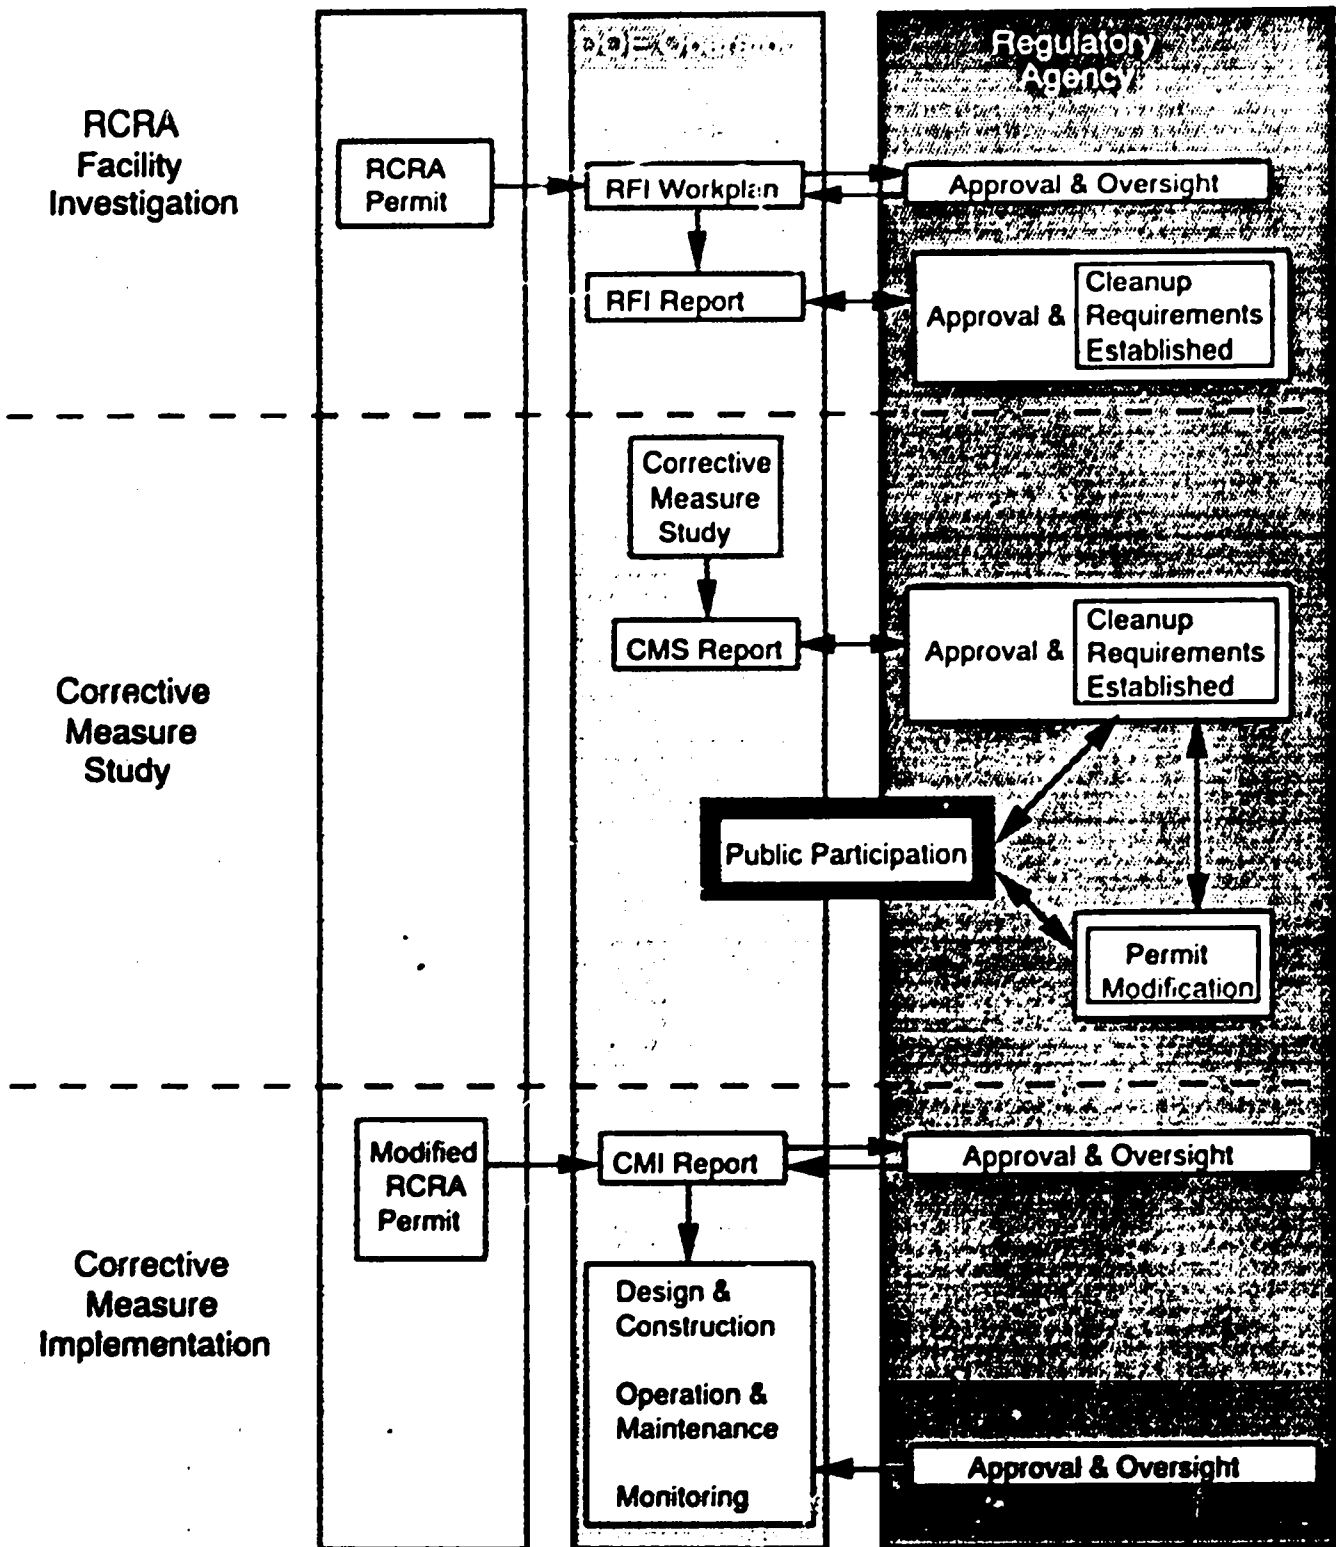 Regulatory
Agency
RCRA
Facility
Investigation
RCRA
Permit
RFI Workplan
Approval & Oversight
RFI Report
Approval &
Cleanup
Requirements
Established
Corrective
Measure
Study
Corrective
Measure
Study
CMS Report
Approval &
Cleanup
Requirements
Established
Public Participation
Permit
Modification
Corrective
Measure
Implementation
Modified
RCRA
Permit
CMI Report
Approval & Oversight
Design &
Construction
Operation &
Maintenance
Monitoring
Approval & Oversight